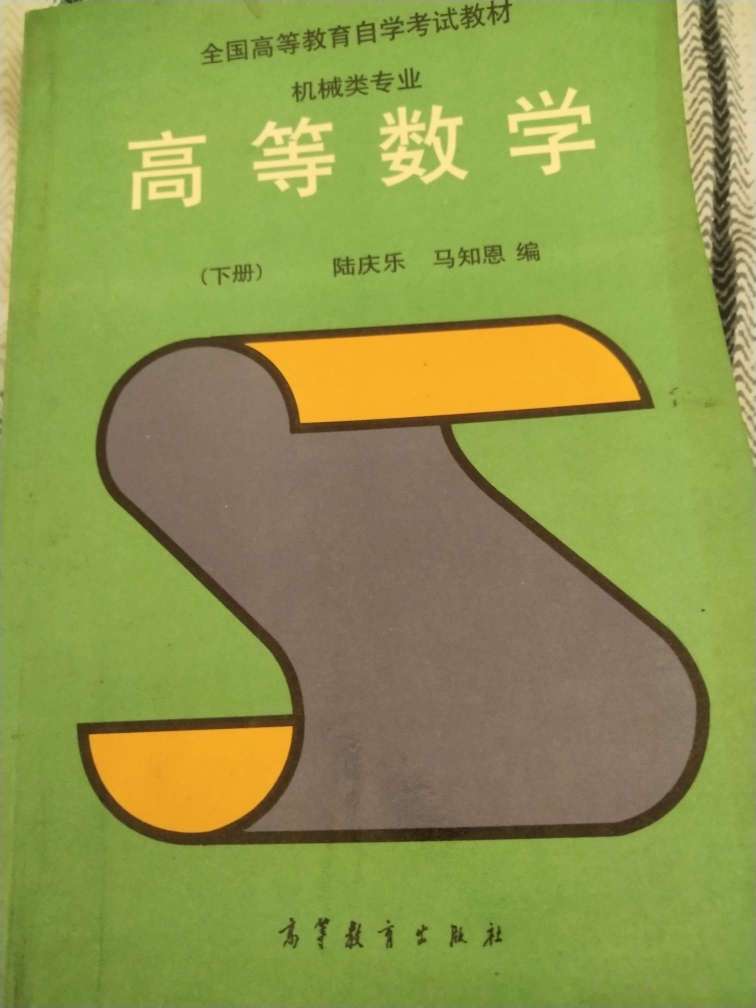 全国高等教育自学考试教材
机械类专业
高等数学
(下册) 陆庆乐 马知恩 编
高等教育出版社